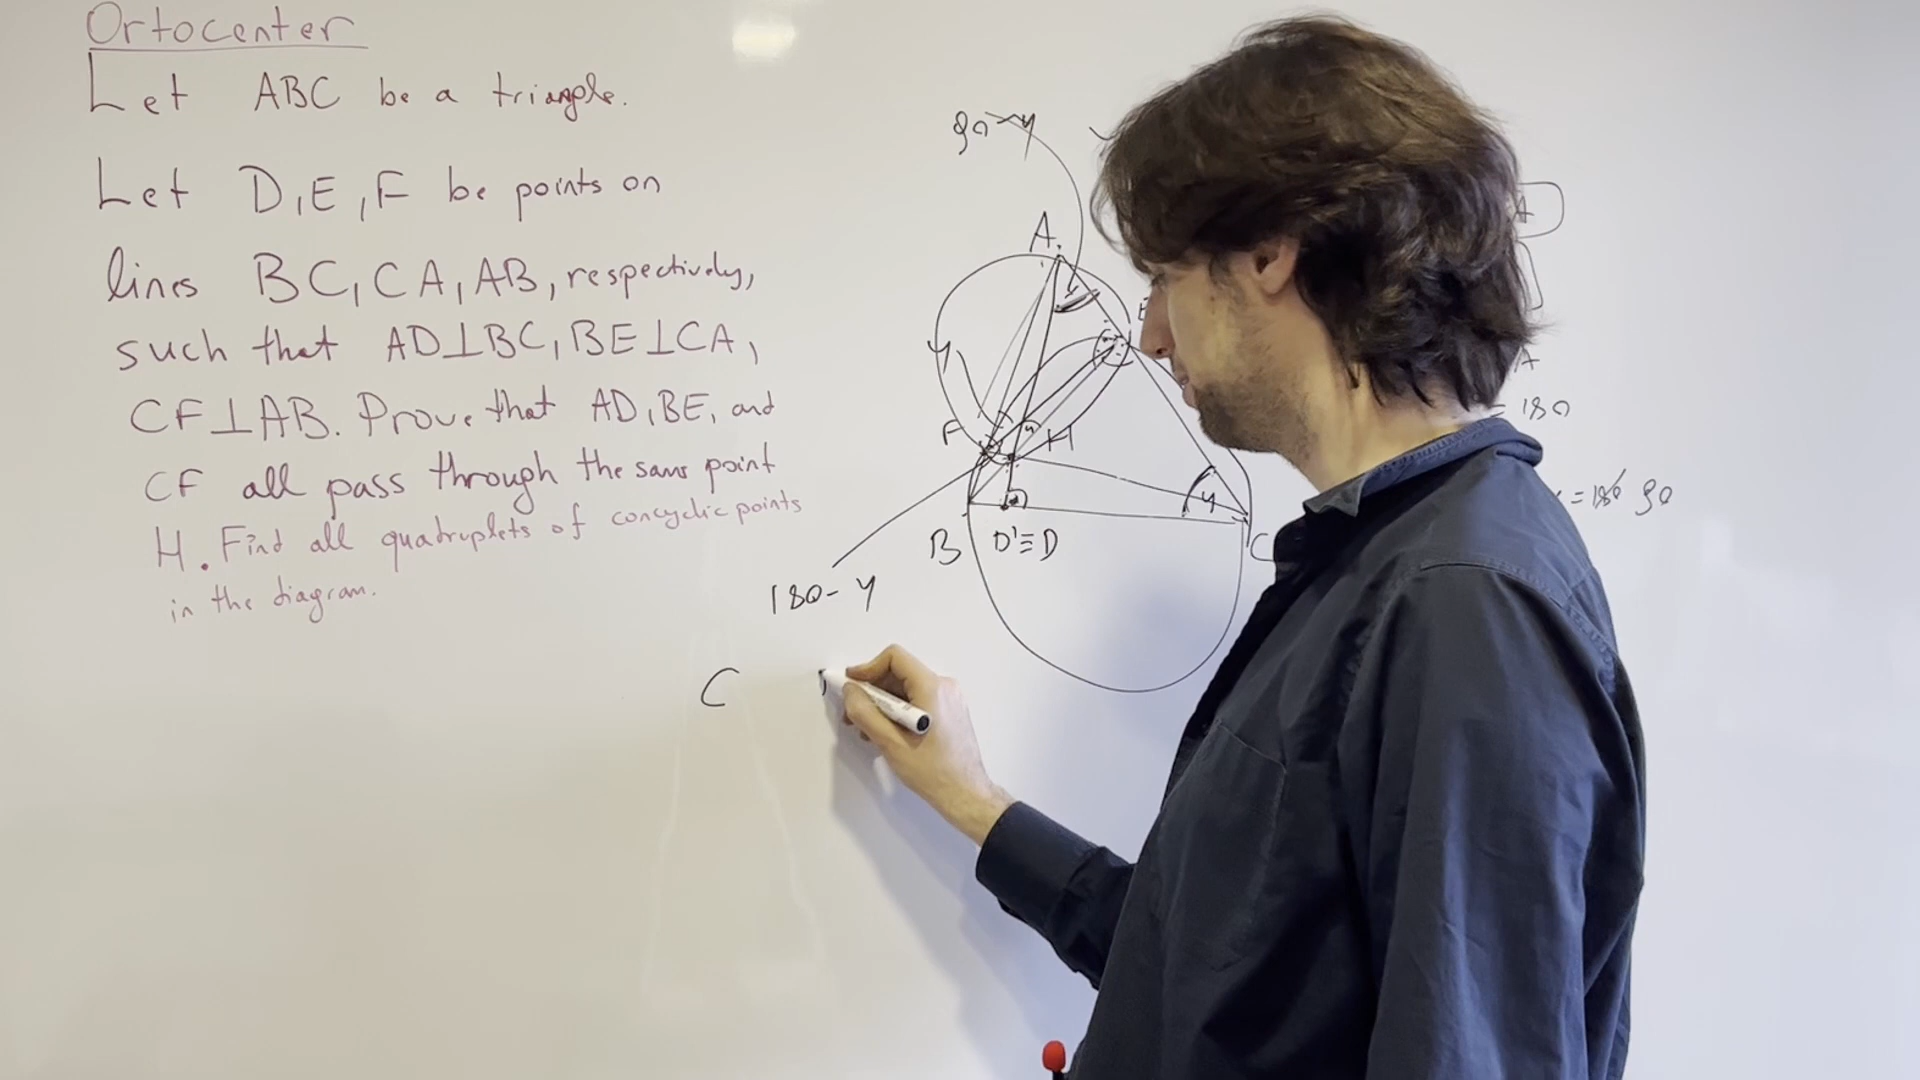 Ortocenter
Let ABC be a triangle.
Let D, E, F be points on
lines BC, CA, AB, respectively,
such that AD⊥BC, BE⊥CA,
CF⊥AB. Prove that AD, BE, and
CF all pass through the same point
H. Find all quadruplets of concyclic points
in the diagram.
90-y
A
E
y
F
H
y
B
D'≡D
C
180-y
C
A
= 180
= 180 90